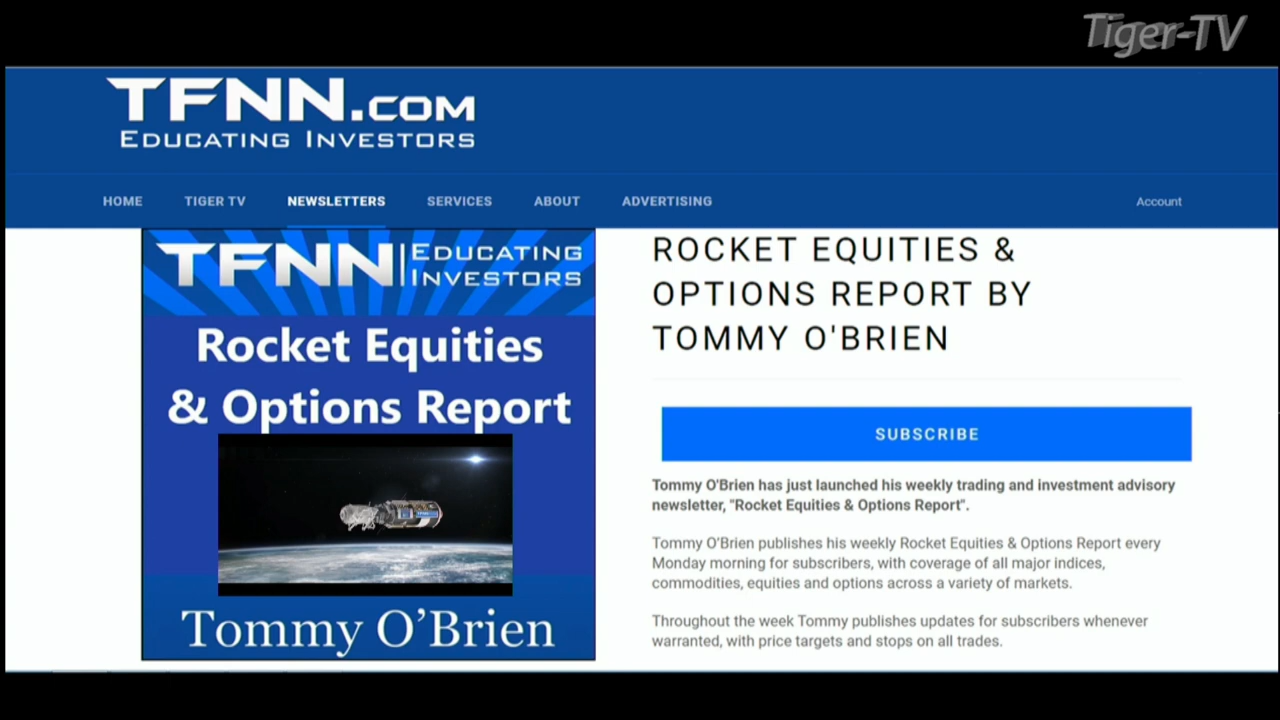 Tiger-TV
TFNN.COM
EDUCATING INVESTORS
HOME TIGER TV NEWSLETTERS SERVICES ABOUT ADVERTISING Account
TFNN EDUCATING
INVESTORS
Rocket Equities
& Options Report
Tommy O’Brien
ROCKET EQUITIES &
OPTIONS REPORT BY
TOMMY O'BRIEN
SUBSCRIBE
Tommy O'Brien has just launched his weekly trading and investment advisory
newsletter, "Rocket Equities & Options Report".
Tommy O’Brien publishes his weekly Rocket Equities & Options Report every
Monday morning for subscribers, with coverage of all major indices,
commodities, equities and options across a variety of markets.
Throughout the week Tommy publishes updates for subscribers whenever
warranted, with price targets and stops on all trades.